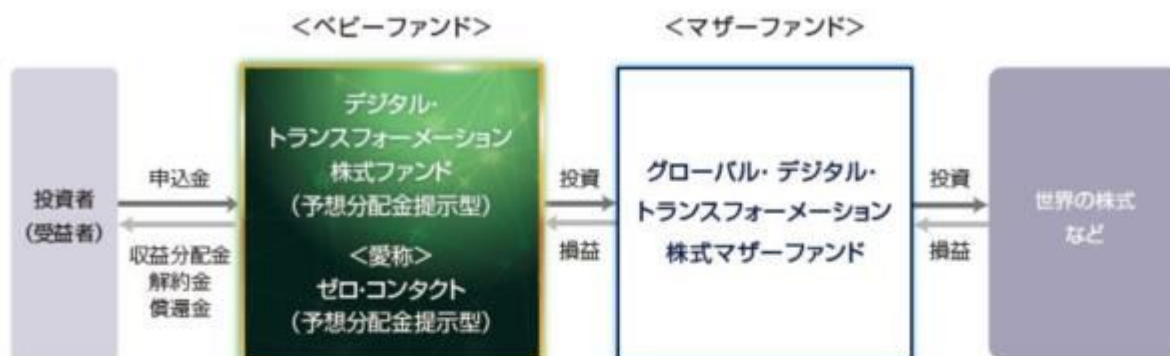 <ベビーファンド>
<マザーファンド>
投資者
(受益者)
申込金
収益分配金
解約金
償還金
デジタル・
トランスフォーメーション
株式ファンド
(予想分配金提示型)
<愛称>
ゼロ・コンタクト
(予想分配金提示型)
投資
損益
グローバル・デジタル・
トランスフォーメーション
株式マザーファンド
投資
損益
世界の株式
など